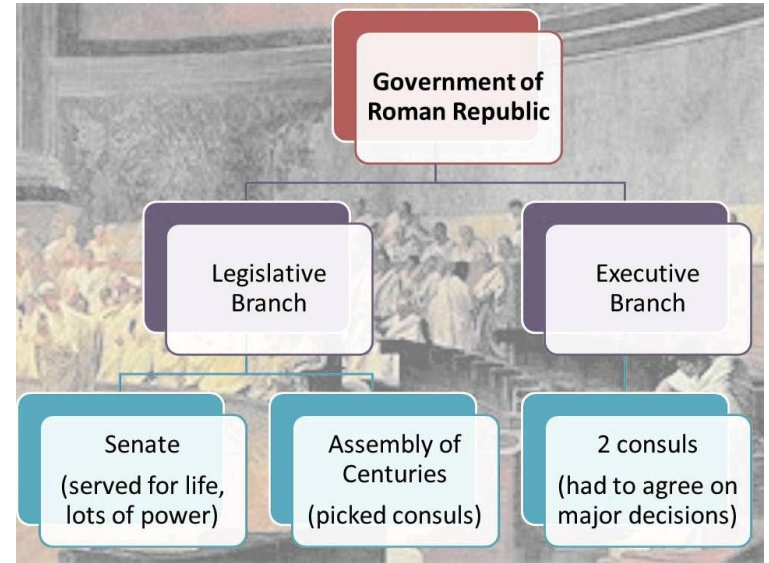 Government of
Roman Republic
Legislative
Branch
Executive
Branch
Senate
(served for life,
lots of power)
Assembly of
Centuries
(picked consuls)
2 consuls
(had to agree on
major decisions)